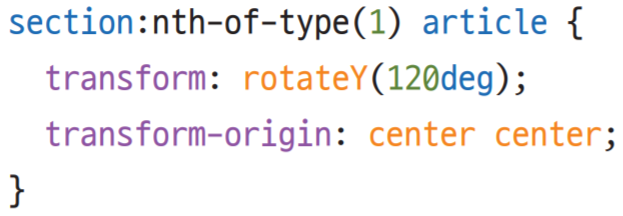 section:nth-of-type(1) article {
  transform: rotateY(120deg);
  transform-origin: center center;
}